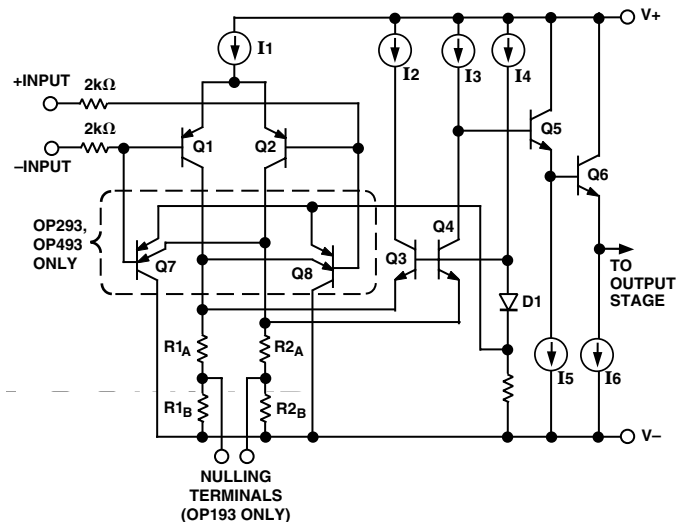 V+
I1
I2
I3
I4
+INPUT
2kΩ
2kΩ
–INPUT
Q1
Q2
Q5
Q6
OP293,
OP493
ONLY
Q7
Q8
Q3
Q4
TO
OUTPUT
STAGE
D1
R1A
R2A
R1B
R2B
I5
I6
V–
NULLING
TERMINALS
(OP193 ONLY)